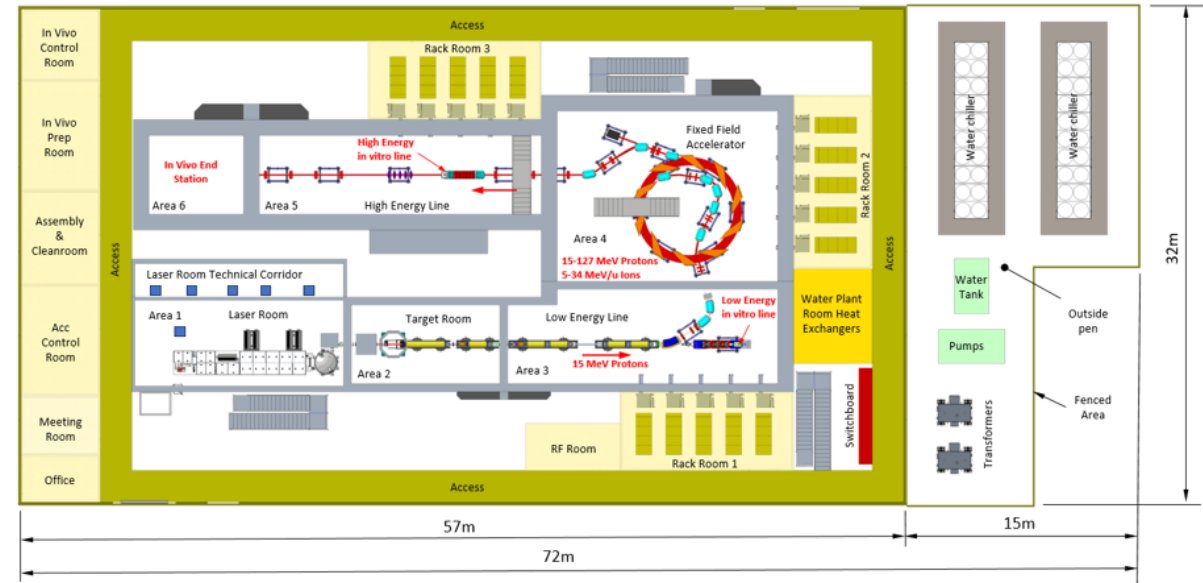 In Vivo
Control
Room
In Vivo
Prep
Room
Assembly
&
Cleanroom
Acc
Control
Room
Meeting
Room
Office
Access
Access
Access
Access
Rack Room 3
In Vivo End
Station
Area 6
Area 5
High Energy
in vitro line
High Energy Line
Fixed Field
Accelerator
Area 4
15-127 MeV Protons
5-34 MeV/u Ions
Rack Room 2
Laser Room Technical Corridor
Area 1
Laser Room
Target Room
Area 2
Low Energy Line
Area 3
15 MeV Protons
Low Energy
in vitro line
Water Plant
Room Heat
Exchangers
RF Room
Rack Room 1
Switchboard
Water chiller
Water chiller
Water
Tank
Pumps
Transformers
Outside
pen
Fenced
Area
32m
57m
15m
72m